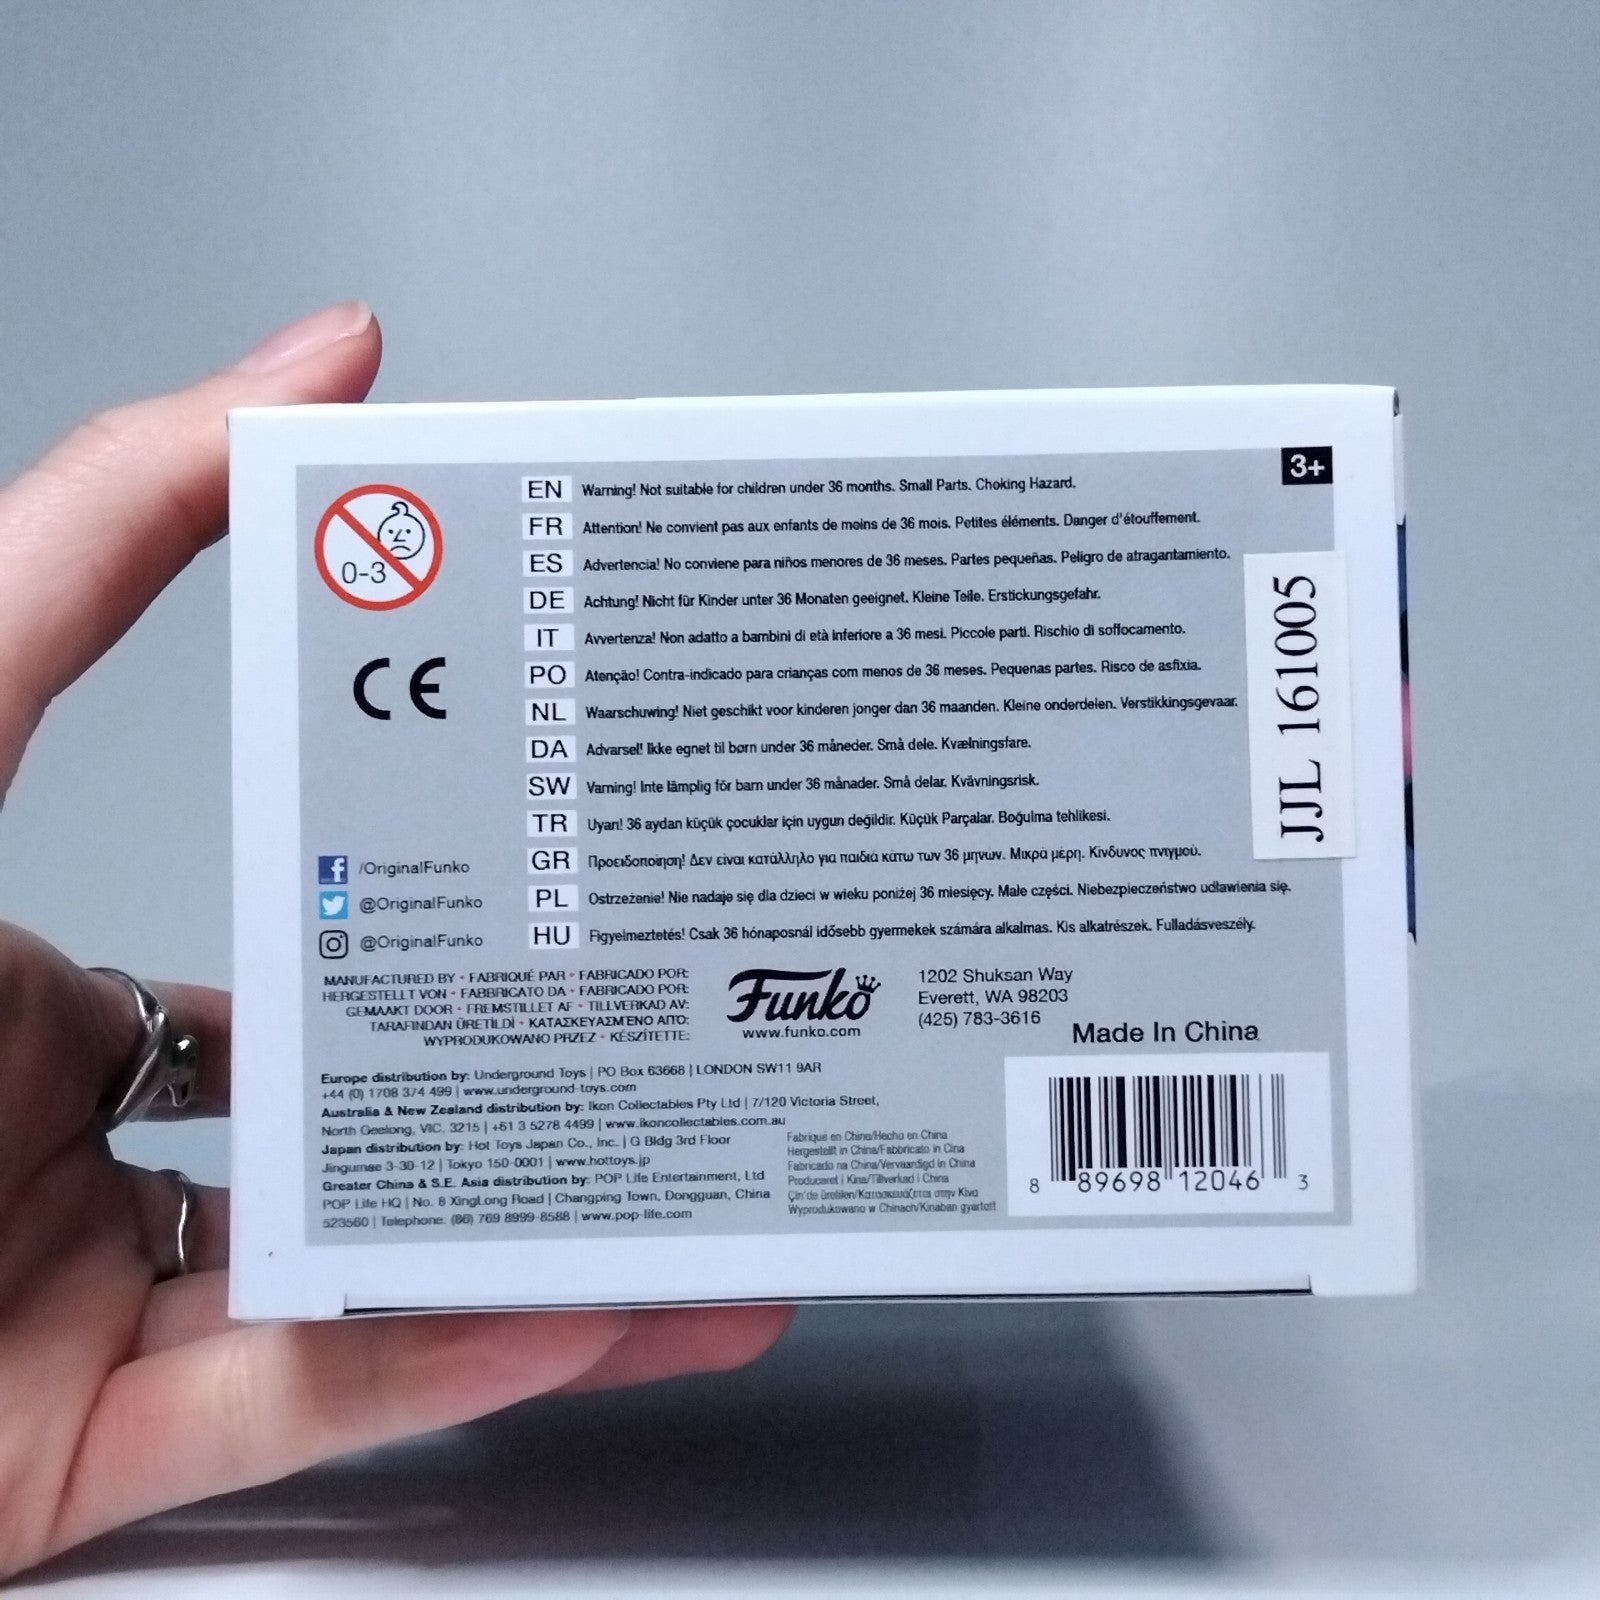 3+
0-3
CE
EN Warning! Not suitable for children under 36 months. Small Parts. Choking Hazard.
FR Attention! Ne convient pas aux enfants de moins de 36 mois. Petites éléments. Danger d'étouffement.
ES Advertencia! No conviene para niños menores de 36 meses. Partes pequeñas. Peligro de atragantamiento.
DE Achtung! Nicht für Kinder unter 36 Monaten geeignet. Kleine Teile. Erstickungsgefahr.
IT Avvertenza! Non adatto a bambini di età inferiore a 36 mesi. Piccole parti. Rischio di soffocamento.
PO Atenção! Contra-indicado para crianças com menos de 36 meses. Pequenas partes. Risco de asfixia.
NL Waarschuwing! Niet geschikt voor kinderen jonger dan 36 maanden. Kleine onderdelen. Verstikkingsgevaar.
DA Advarsel! Ikke egnet til børn under 36 måneder. Små dele. Kvælningsfare.
SW Varning! Inte lämplig för barn under 36 månader. Små delar. Kvävningsrisk.
TR Uyarı! 36 aydan küçük çocuklar için uygun değildir. Küçük Parçalar. Boğulma tehlikesi.
GR Προειδοποίηση! Δεν είναι κατάλληλο για παιδιά κάτω των 36 μηνών. Μικρά μέρη. Κίνδυνος πνιγμού.
PL Ostrzeżenie! Nie nadaje się dla dzieci w wieku poniżej 36 miesięcy. Małe części. Niebezpieczeństwo udławienia się.
HU Figyelmeztetés! Csak 36 hónaposnál idősebb gyermekek számára alkalmas. Kis alkatrészek. Fulladásveszély.
JJL 161005
/OriginalFunko
@OriginalFunko
@OriginalFunko
MANUFACTURED BY • FABRIQUÉ PAR • FABRICADO POR:
HERGESTELLT VON • FABBRICATO DA • FABRICADO POR:
GEMAAKT DOOR • FREMSTILLET AF • TILLVERKAD AV:
TARAFINDAN ÜRETİLDİ • ΚΑΤΑΣΚΕΥΑΣΜΈΝΟ ΑΠΌ:
WYPRODUKOWANO PRZEZ • KÉSZÍTETTE:
Funko
www.funko.com
1202 Shuksan Way
Everett, WA 98203
(425) 783-3616
Made In China
Europe distribution by: Underground Toys | PO Box 63668 | LONDON SW11 9AR
+44 (0) 1708 374 499 | www.underground-toys.com
Australia & New Zealand distribution by: Ikon Collectables Pty Ltd | 7/120 Victoria Street,
North Geelong, VIC, 3215 | +61 3 5278 4499 | www.ikoncollectables.com.au
Japan distribution by: Hot Toys Japan Co., Inc. | G Bldg 3rd Floor
Jingumae 3-30-12 | Tokyo 150-0001 | www.hottoys.jp
Greater China & S.E. Asia distribution by: POP Life Entertainment, Ltd
POP Life HQ | No. 8 XingLong Road | Changping Town, Dongguan, China
523560 | Telephone: (86) 769 8999-8588 | www.pop-life.com
Fabriqué en Chine/Hecho en China
Hergestellt in China/Fabbricato in Cina
Fabricado na China/Vervaardigd in China
Produceret i Kina/Tillverkad i China
Çin'de üretilen/Κατασκευάζεται στην Κίνα
Wyprodukowano w Chinach/Kínában gyártott
8 89698 12046 3